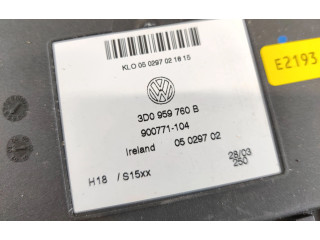 KLO 05 0297 02 18 15
E2193
3D0 959 760 B
900771-104
Ireland 05 0297 02
28/03
250
H18 / S15xx